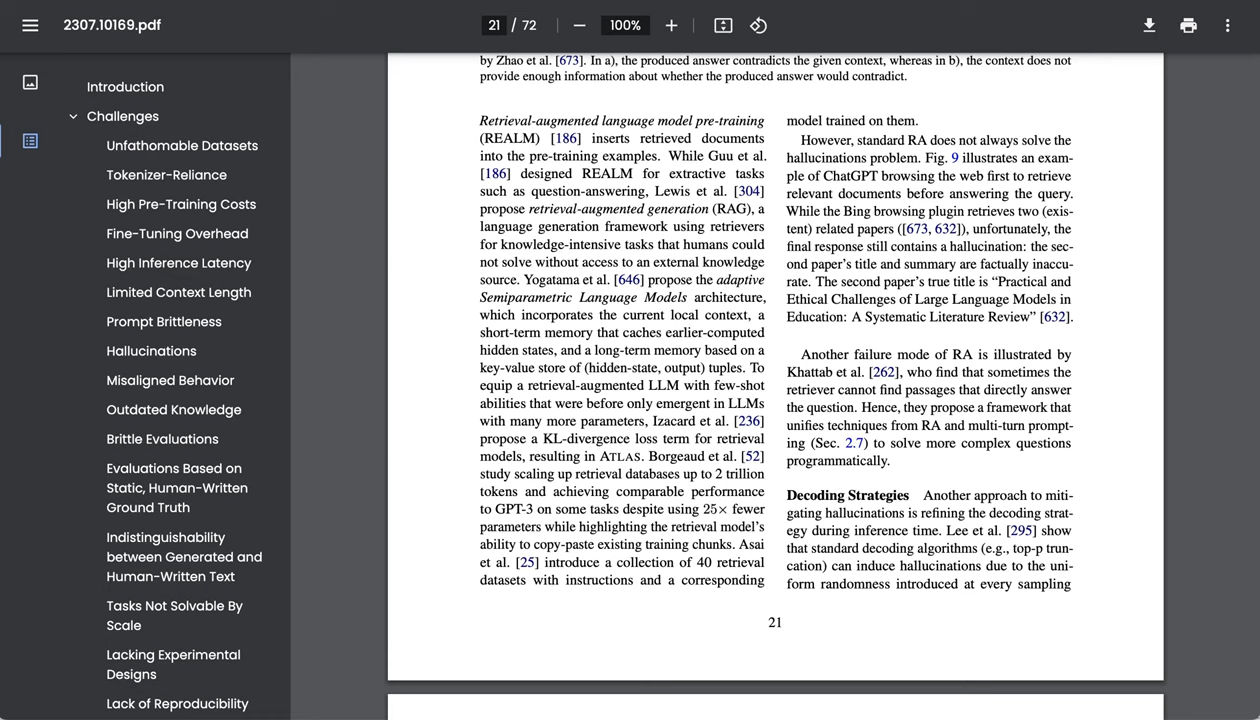 2307.10169.pdf
21 / 72
100%
Introduction
Challenges
Unfathomable Datasets
Tokenizer-Reliance
High Pre-Training Costs
Fine-Tuning Overhead
High Inference Latency
Limited Context Length
Prompt Brittleness
Hallucinations
Misaligned Behavior
Outdated Knowledge
Brittle Evaluations
Evaluations Based on
Static, Human-Written
Ground Truth
Indistinguishability
between Generated and
Human-Written Text
Tasks Not Solvable By
Scale
Lacking Experimental
Designs
Lack of Reproducibility
by Zhao et al. [673]. In a), the produced answer contradicts the given context, whereas in b), the context does not
provide enough information about whether the produced answer would contradict.
Retrieval-augmented language model pre-training
(REALM) [186] inserts retrieved documents
into the pre-training examples. While Guu et al.
[186] designed REALM for extractive tasks
such as question-answering, Lewis et al. [304]
propose retrieval-augmented generation (RAG), a
language generation framework using retrievers
for knowledge-intensive tasks that humans could
not solve without access to an external knowledge
source. Yogatama et al. [646] propose the adaptive
Semiparametric Language Models architecture,
which incorporates the current local context, a
short-term memory that caches earlier-computed
hidden states, and a long-term memory based on a
key-value store of (hidden-state, output) tuples. To
equip a retrieval-augmented LLM with few-shot
abilities that were before only emergent in LLMs
with many more parameters, Izacard et al. [236]
propose a KL-divergence loss term for retrieval
models, resulting in ATLAS. Borgeaud et al. [52]
study scaling up retrieval databases up to 2 trillion
tokens and achieving comparable performance
to GPT-3 on some tasks despite using 25× fewer
parameters while highlighting the retrieval model's
ability to copy-paste existing training chunks. Asai
et al. [25] introduce a collection of 40 retrieval
datasets with instructions and a corresponding
model trained on them.
However, standard RA does not always solve the
hallucinations problem. Fig. 9 illustrates an exam-
ple of ChatGPT browsing the web first to retrieve
relevant documents before answering the query.
While the Bing browsing plugin retrieves two (exis-
tent) related papers ([673, 632]), unfortunately, the
final response still contains a hallucination: the sec-
ond paper's title and summary are factually inaccu-
rate. The second paper's true title is "Practical and
Ethical Challenges of Large Language Models in
Education: A Systematic Literature Review" [632].
Another failure mode of RA is illustrated by
Khattab et al. [262], who find that sometimes the
retriever cannot find passages that directly answer
the question. Hence, they propose a framework that
unifies techniques from RA and multi-turn prompt-
ing (Sec. 2.7) to solve more complex questions
programmatically.
Decoding Strategies Another approach to miti-
gating hallucinations is refining the decoding strat-
egy during inference time. Lee et al. [295] show
that standard decoding algorithms (e.g., top-p trun-
cation) can induce hallucinations due to the uni-
form randomness introduced at every sampling
21